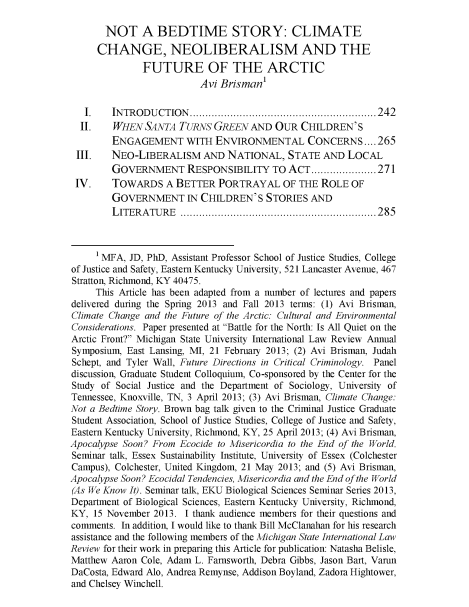 NOT A BEDTIME STORY: CLIMATE
CHANGE, NEOLIBERALISM AND THE
FUTURE OF THE ARCTIC
Avi Brisman1
I. INTRODUCTION...............................................242
II. WHEN SANTA TURNS GREEN AND OUR CHILDREN'S
ENGAGEMENT WITH ENVIRONMENTAL CONCERNS....265
III. NEO-LIBERALISM AND NATIONAL, STATE AND LOCAL
GOVERNMENT RESPONSIBILITY TO ACT.................271
IV. TOWARDS A BETTER PORTRAYAL OF THE ROLE OF
GOVERNMENT IN CHILDREN'S STORIES AND
LITERATURE .................................................285
1 MFA, JD, PhD, Assistant Professor School of Justice Studies, College
of Justice and Safety, Eastern Kentucky University, 521 Lancaster Avenue, 467
Stratton, Richmond, KY 40475.
This Article has been adapted from a number of lectures and papers
delivered during the Spring 2013 and Fall 2013 terms: (1) Avi Brisman,
Climate Change and the Future of the Arctic: Cultural and Environmental
Considerations. Paper presented at "Battle for the North: Is All Quiet on the
Arctic Front?" Michigan State University International Law Review Annual
Symposium, East Lansing, MI, 21 February 2013; (2) Avi Brisman, Judah
Schept, and Tyler Wall, Future Directions in Critical Criminology. Panel
discussion, Graduate Student Colloquium, Co-sponsored by the Center for the
Study of Social Justice and the Department of Sociology, University of
Tennessee, Knoxville, TN, 3 April 2013; (3) Avi Brisman, Climate Change:
Not a Bedtime Story. Brown bag talk given to the Criminal Justice Graduate
Student Association, School of Justice Studies, College of Justice and Safety,
Eastern Kentucky University, Richmond, KY, 25 April 2013; (4) Avi Brisman,
Apocalypse Soon? From Ecocide to Misericordia to the End of the World.
Seminar talk, Essex Sustainability Institute, University of Essex (Colchester
Campus), Colchester, United Kingdom, 21 May 2013; and (5) Avi Brisman,
Apocalypse Soon? Ecocidal Tendencies, Misericordia and the End of the World
(As We Know It). Seminar talk, EKU Biological Sciences Seminar Series 2013,
Department of Biological Sciences, Eastern Kentucky University, Richmond,
KY, 15 November 2013. I thank audience members for their questions and
comments. In addition, I would like to thank Bill McClanahan for his research
assistance and the following members of the Michigan State International Law
Review for their work in preparing this Article for publication: Natasha Belisle,
Matthew Aaron Cole, Adam L. Farnsworth, Debra Gibbs, Jason Bart, Varun
DaCosta, Edward Alo, Andrea Remynse, Addison Boyland, Zadora Hightower,
and Chelsey Winchell.